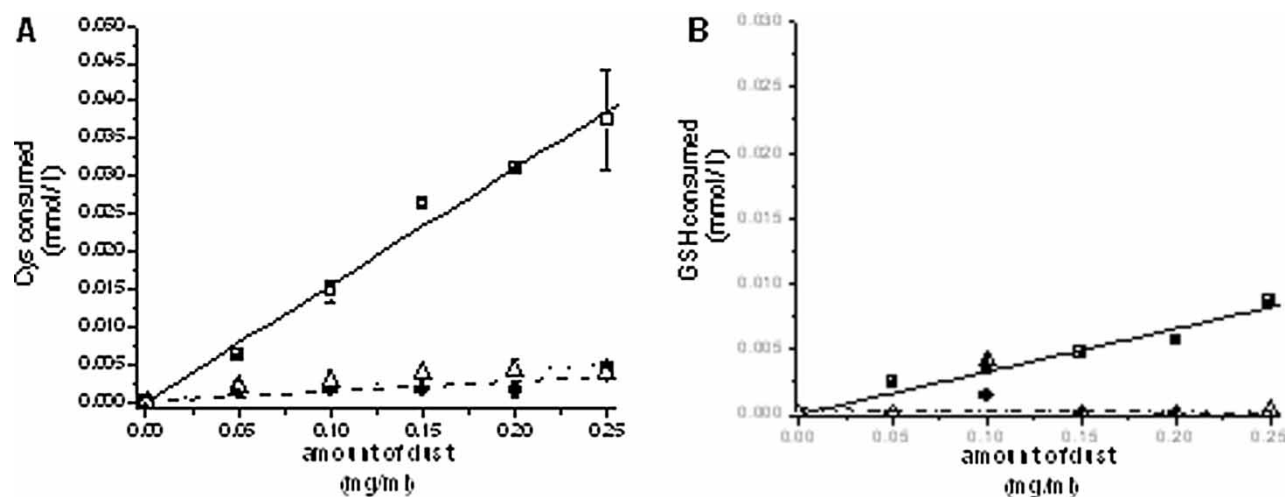 A
0.050
0.045
0.040
0.035
0.030
0.025
0.020
0.015
0.010
0.005
0.000
Cys consumed
(mmol/l)
0.00 0.05 0.10 0.15 0.20 0.25
amount of dust
(mg/ml)
B
0.030
0.025
0.020
0.015
0.010
0.005
0.000
GSH consumed
(mmol/l)
0.00 0.05 0.10 0.15 0.20 0.25
amount of dust
(mg/ml)